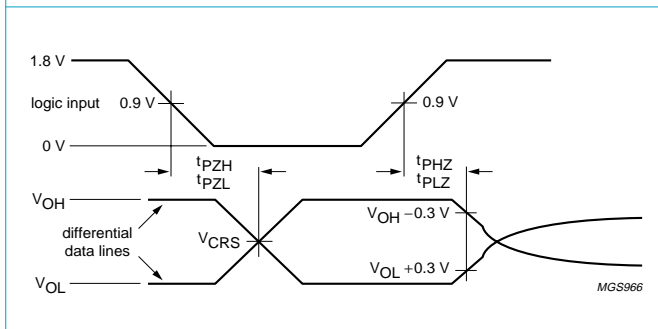 1.8 V
logic input
0.9 V
0.9 V
0 V
tPZH
tPZL
tPHZ
tPLZ
VOH
differential
data lines
VCRS
VOH −0.3 V
VOL +0.3 V
VOL
MGS966